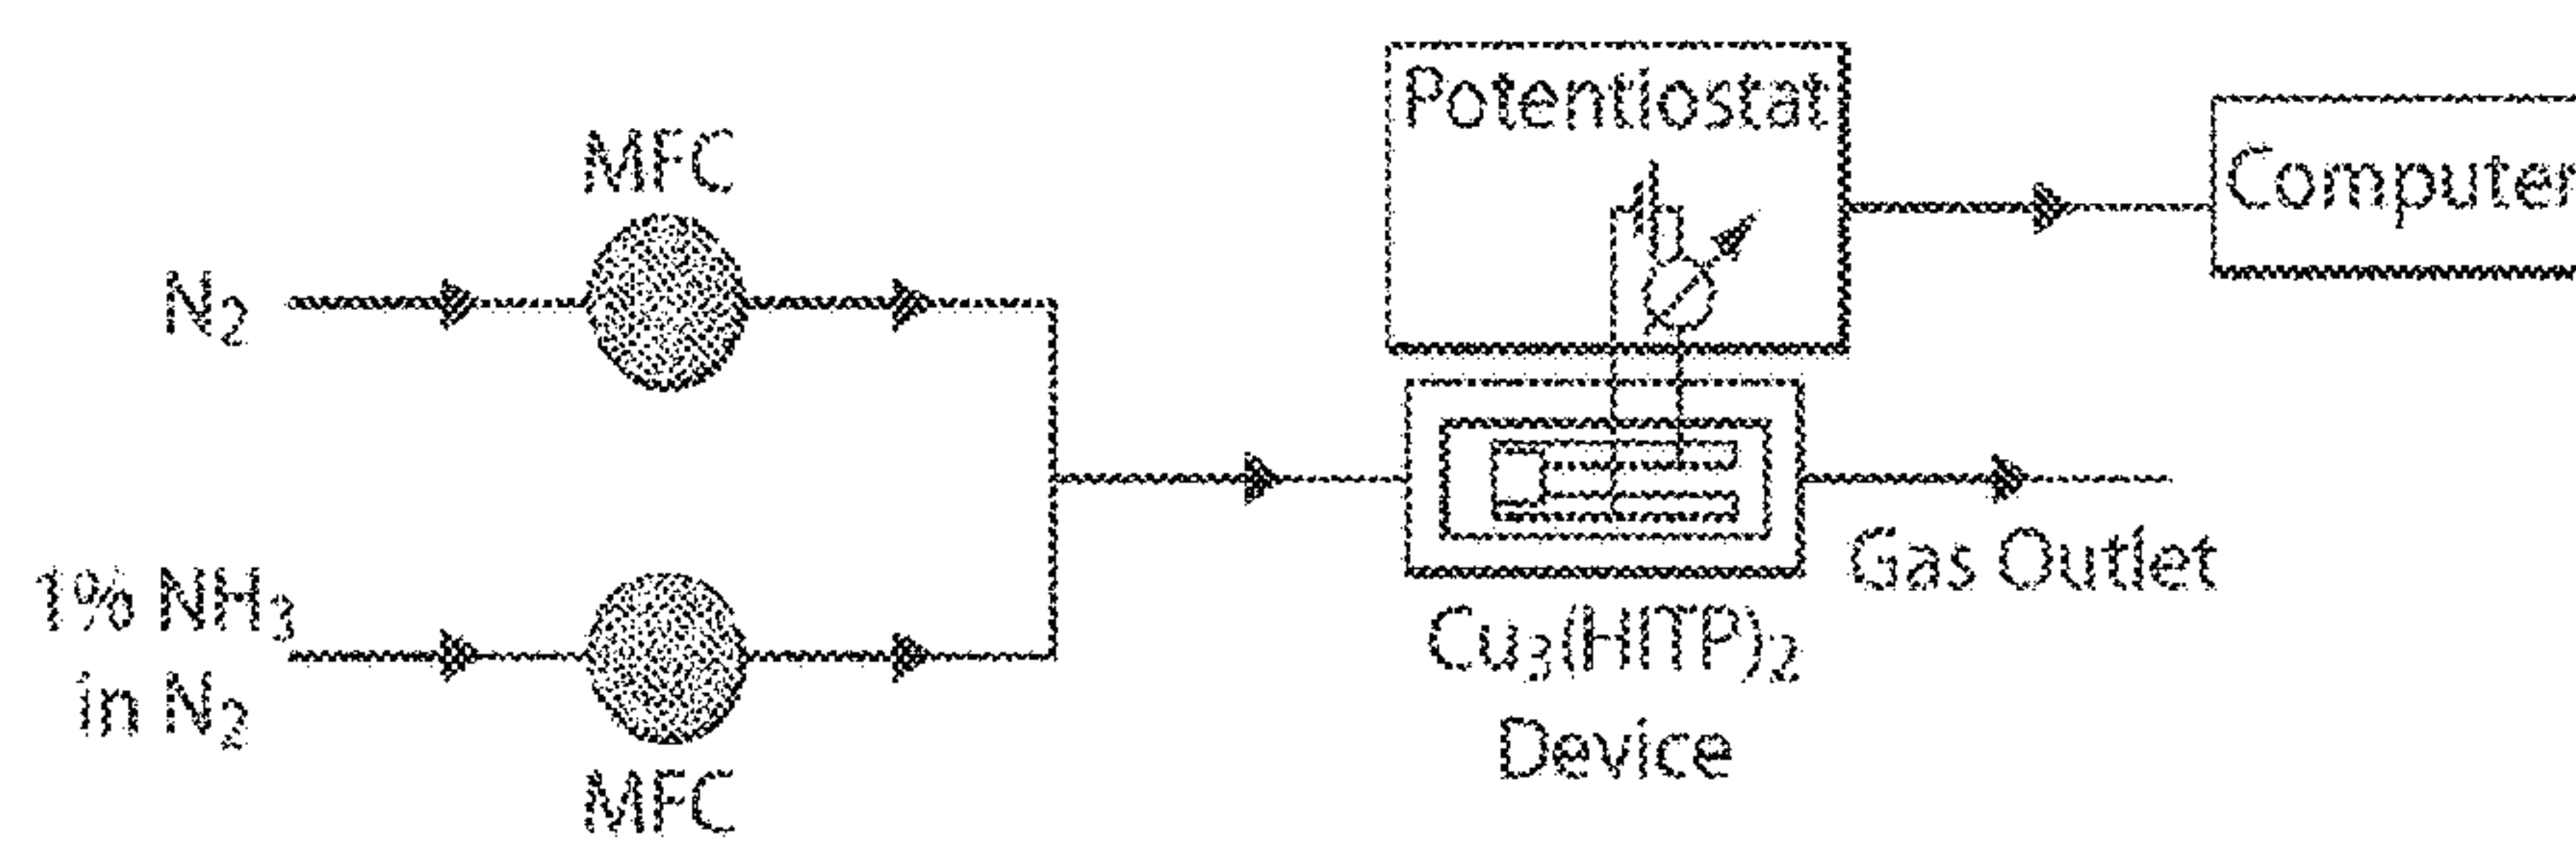 Potentiostat
Computer
MFC
N₂
1% NH₃
in N₂
MFC
Gas Outlet
Cu₃(HITP)₂
Device